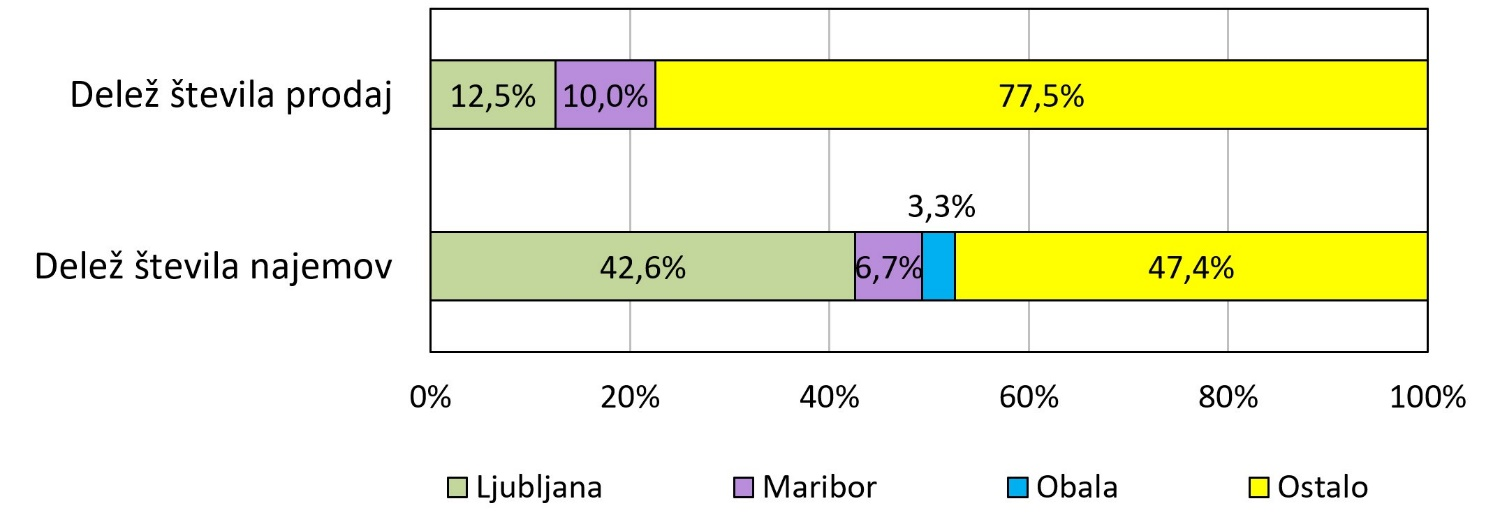 Delež števila prodaj
12,5% 10,0% 77,5%
3,3%
Delež števila najemov
42,6% 6,7% 47,4%
0% 20% 40% 60% 80% 100%
Ljubljana Maribor Obala Ostalo